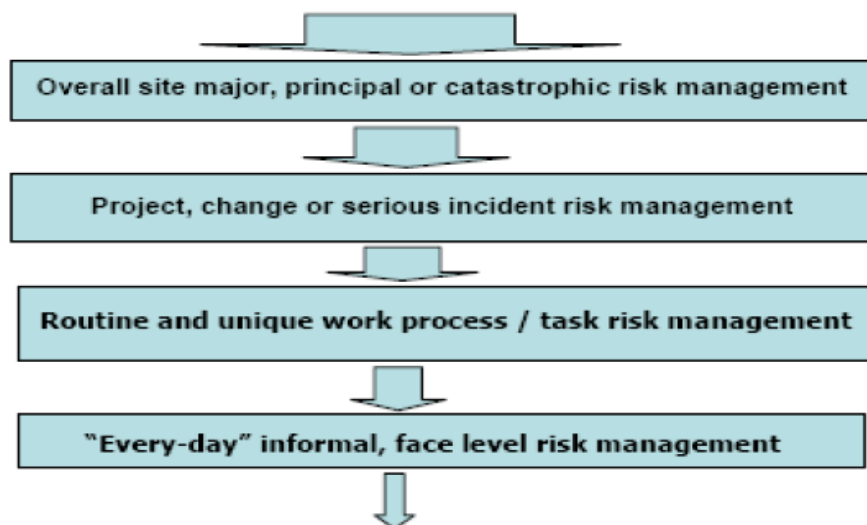 Overall site major, principal or catastrophic risk management
Project, change or serious incident risk management
Routine and unique work process / task risk management
“Every-day” informal, face level risk management